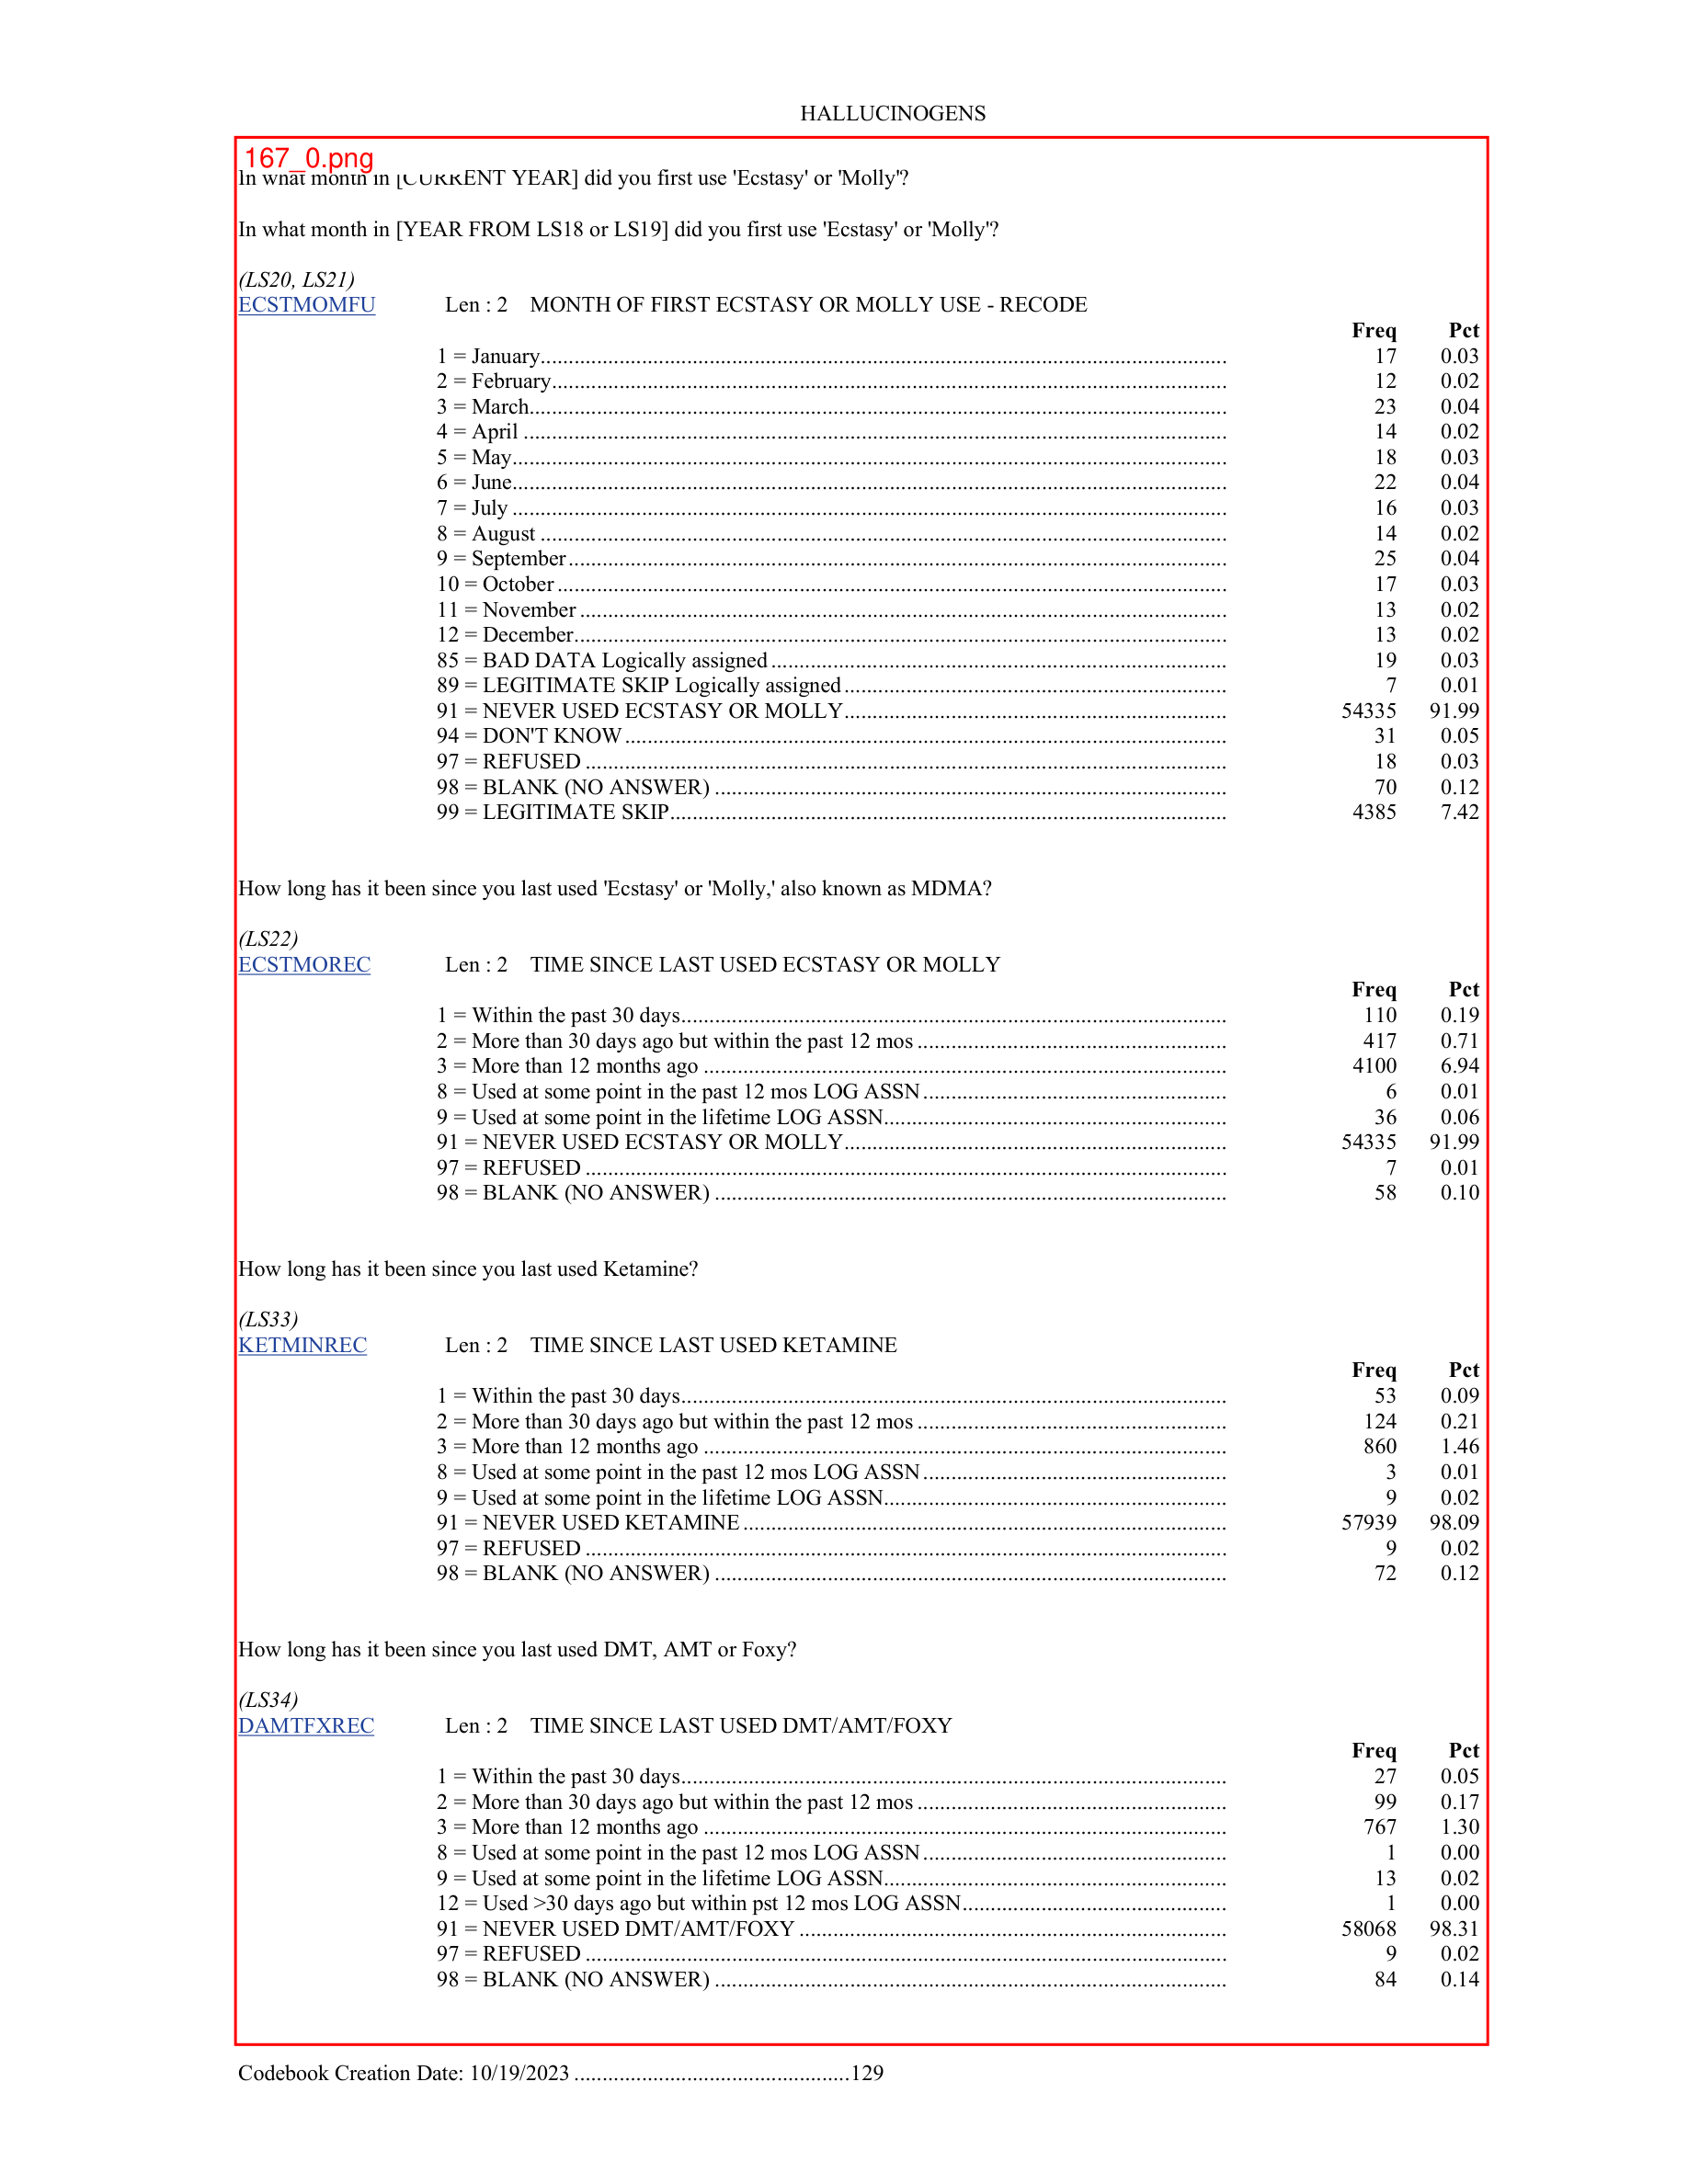 HALLUCINOGENS
167_0.png
In what month in [CURRENT YEAR] did you first use 'Ecstasy' or 'Molly'?
In what month in [YEAR FROM LS18 or LS19] did you first use 'Ecstasy' or 'Molly'?
(LS20, LS21)
ECSTMOMFU Len : 2 MONTH OF FIRST ECSTASY OR MOLLY USE - RECODE
Freq Pct
1 = January 17 0.03
2 = February 12 0.02
3 = March 23 0.04
4 = April 14 0.02
5 = May 18 0.03
6 = June 22 0.04
7 = July 16 0.03
8 = August 14 0.02
9 = September 25 0.04
10 = October 17 0.03
11 = November 13 0.02
12 = December 13 0.02
85 = BAD DATA Logically assigned 19 0.03
89 = LEGITIMATE SKIP Logically assigned 7 0.01
91 = NEVER USED ECSTASY OR MOLLY 54335 91.99
94 = DON'T KNOW 31 0.05
97 = REFUSED 18 0.03
98 = BLANK (NO ANSWER) 70 0.12
99 = LEGITIMATE SKIP 4385 7.42
How long has it been since you last used 'Ecstasy' or 'Molly,' also known as MDMA?
(LS22)
ECSTMOREC Len : 2 TIME SINCE LAST USED ECSTASY OR MOLLY
Freq Pct
1 = Within the past 30 days 110 0.19
2 = More than 30 days ago but within the past 12 mos 417 0.71
3 = More than 12 months ago 4100 6.94
8 = Used at some point in the past 12 mos LOG ASSN 6 0.01
9 = Used at some point in the lifetime LOG ASSN 36 0.06
91 = NEVER USED ECSTASY OR MOLLY 54335 91.99
97 = REFUSED 7 0.01
98 = BLANK (NO ANSWER) 58 0.10
How long has it been since you last used Ketamine?
(LS33)
KETMINREC Len : 2 TIME SINCE LAST USED KETAMINE
Freq Pct
1 = Within the past 30 days 53 0.09
2 = More than 30 days ago but within the past 12 mos 124 0.21
3 = More than 12 months ago 860 1.46
8 = Used at some point in the past 12 mos LOG ASSN 3 0.01
9 = Used at some point in the lifetime LOG ASSN 9 0.02
91 = NEVER USED KETAMINE 57939 98.09
97 = REFUSED 9 0.02
98 = BLANK (NO ANSWER) 72 0.12
How long has it been since you last used DMT, AMT or Foxy?
(LS34)
DAMTFXREC Len : 2 TIME SINCE LAST USED DMT/AMT/FOXY
Freq Pct
1 = Within the past 30 days 27 0.05
2 = More than 30 days ago but within the past 12 mos 99 0.17
3 = More than 12 months ago 767 1.30
8 = Used at some point in the past 12 mos LOG ASSN 1 0.00
9 = Used at some point in the lifetime LOG ASSN 13 0.02
12 = Used >30 days ago but within pst 12 mos LOG ASSN 1 0.00
91 = NEVER USED DMT/AMT/FOXY 58068 98.31
97 = REFUSED 9 0.02
98 = BLANK (NO ANSWER) 84 0.14
Codebook Creation Date: 10/19/2023 129